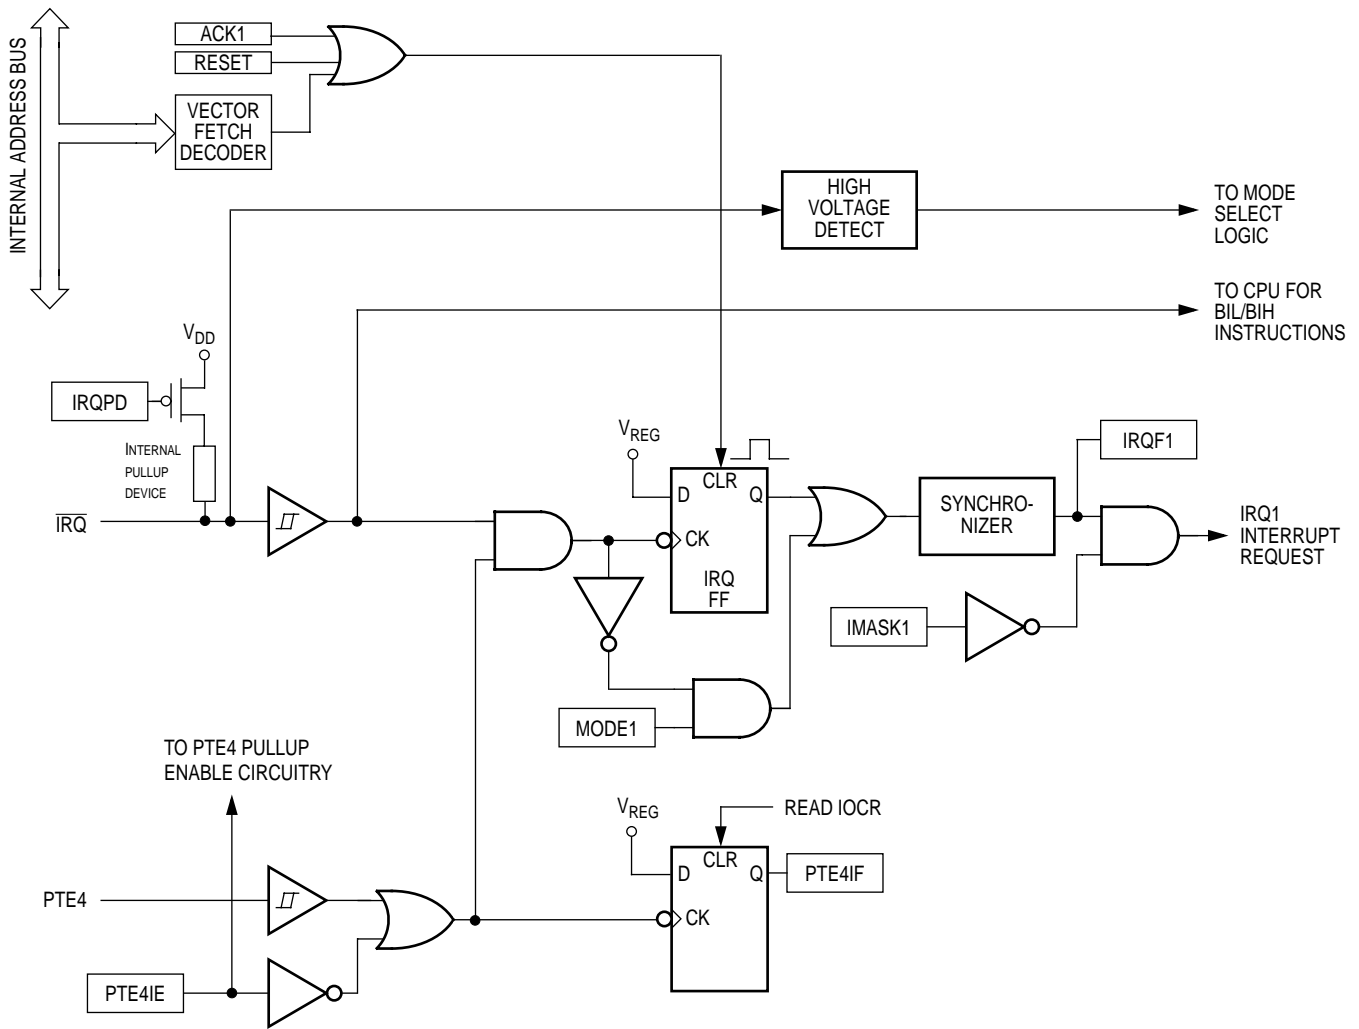 INTERNAL ADDRESS BUS
ACK1
RESET
VECTOR
FETCH
DECODER
HIGH
VOLTAGE
DETECT
TO MODE
SELECT
LOGIC
TO CPU FOR
BIL/BIH
INSTRUCTIONS
VDD
IRQPD
INTERNAL
PULLUP
DEVICE
IRQ
VREG
D
CLR
Q
CK
IRQ
FF
SYNCHRO-
NIZER
IRQF1
IRQ1
INTERRUPT
REQUEST
IMASK1
MODE1
TO PTE4 PULLUP
ENABLE CIRCUITRY
VREG
READ IOCR
D
CLR
Q
CK
PTE4IF
PTE4
PTE4IE